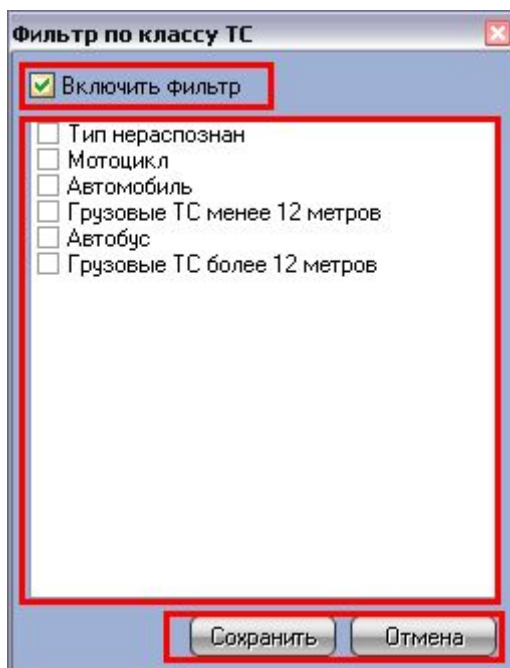 Фильтр по классу ТС
Включить фильтр
Тип нераспознан
Мотоцикл
Автомобиль
Грузовые ТС менее 12 метров
Автобус
Грузовые ТС более 12 метров
Сохранить Отмена